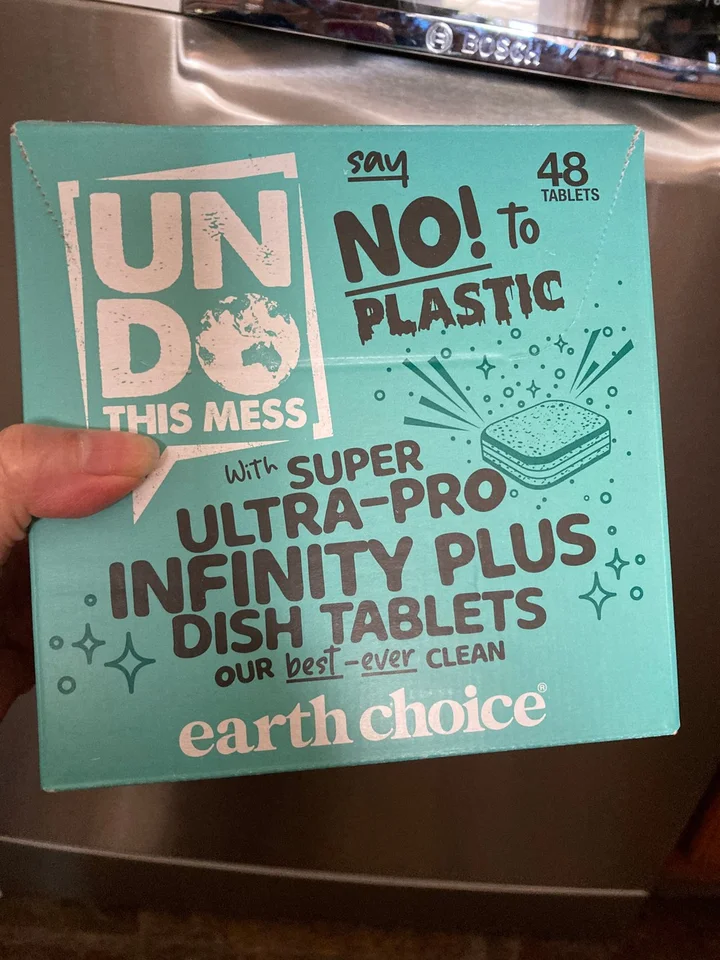 BOSCH
UN
DO
THIS MESS
say
NO! to
PLASTIC
48
TABLETS
With SUPER
ULTRA-PRO
INFINITY PLUS
DISH TABLETS
OUR best-ever CLEAN
earth choice®